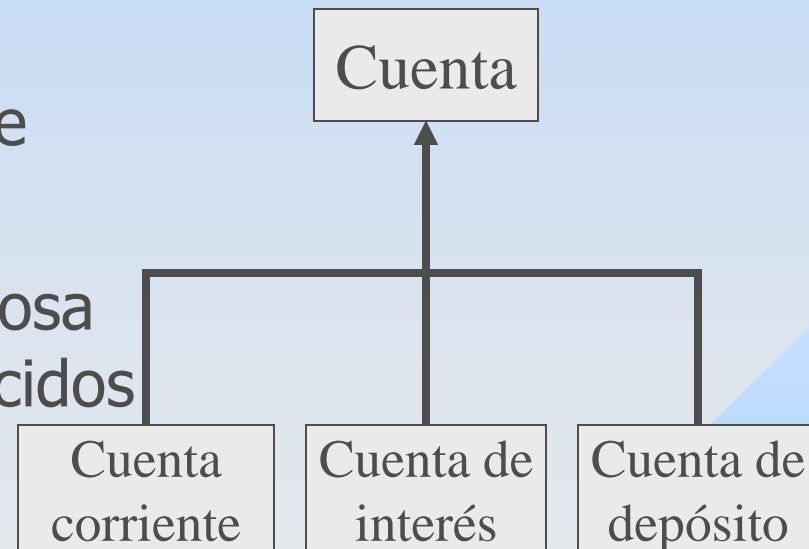 Cuenta
e
osa
cidos
Cuenta
corriente
Cuenta de
interés
Cuenta de
depósito